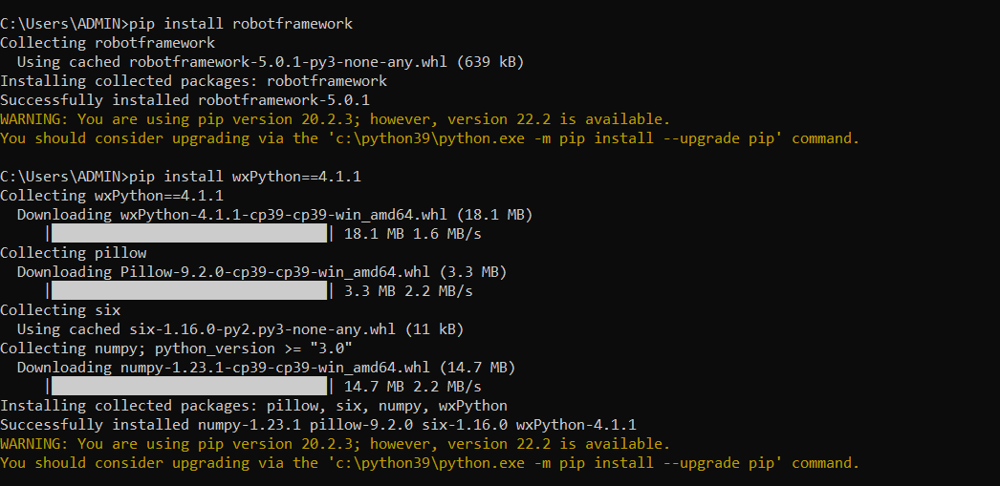 C:\Users\ADMIN>pip install robotframework
Collecting robotframework
  Using cached robotframework-5.0.1-py3-none-any.whl (639 kB)
Installing collected packages: robotframework
Successfully installed robotframework-5.0.1
WARNING: You are using pip version 20.2.3; however, version 22.2 is available.
You should consider upgrading via the 'c:\python39\python.exe -m pip install --upgrade pip' command.
C:\Users\ADMIN>pip install wxPython==4.1.1
Collecting wxPython==4.1.1
  Downloading wxPython-4.1.1-cp39-cp39-win_amd64.whl (18.1 MB)
     |████████████████████████████████| 18.1 MB 1.6 MB/s
Collecting pillow
  Downloading Pillow-9.2.0-cp39-cp39-win_amd64.whl (3.3 MB)
     |████████████████████████████████| 3.3 MB 2.2 MB/s
Collecting six
  Using cached six-1.16.0-py2.py3-none-any.whl (11 kB)
Collecting numpy; python_version >= "3.0"
  Downloading numpy-1.23.1-cp39-cp39-win_amd64.whl (14.7 MB)
     |████████████████████████████████| 14.7 MB 2.2 MB/s
Installing collected packages: pillow, six, numpy, wxPython
Successfully installed numpy-1.23.1 pillow-9.2.0 six-1.16.0 wxPython-4.1.1
WARNING: You are using pip version 20.2.3; however, version 22.2 is available.
You should consider upgrading via the 'c:\python39\python.exe -m pip install --upgrade pip' command.